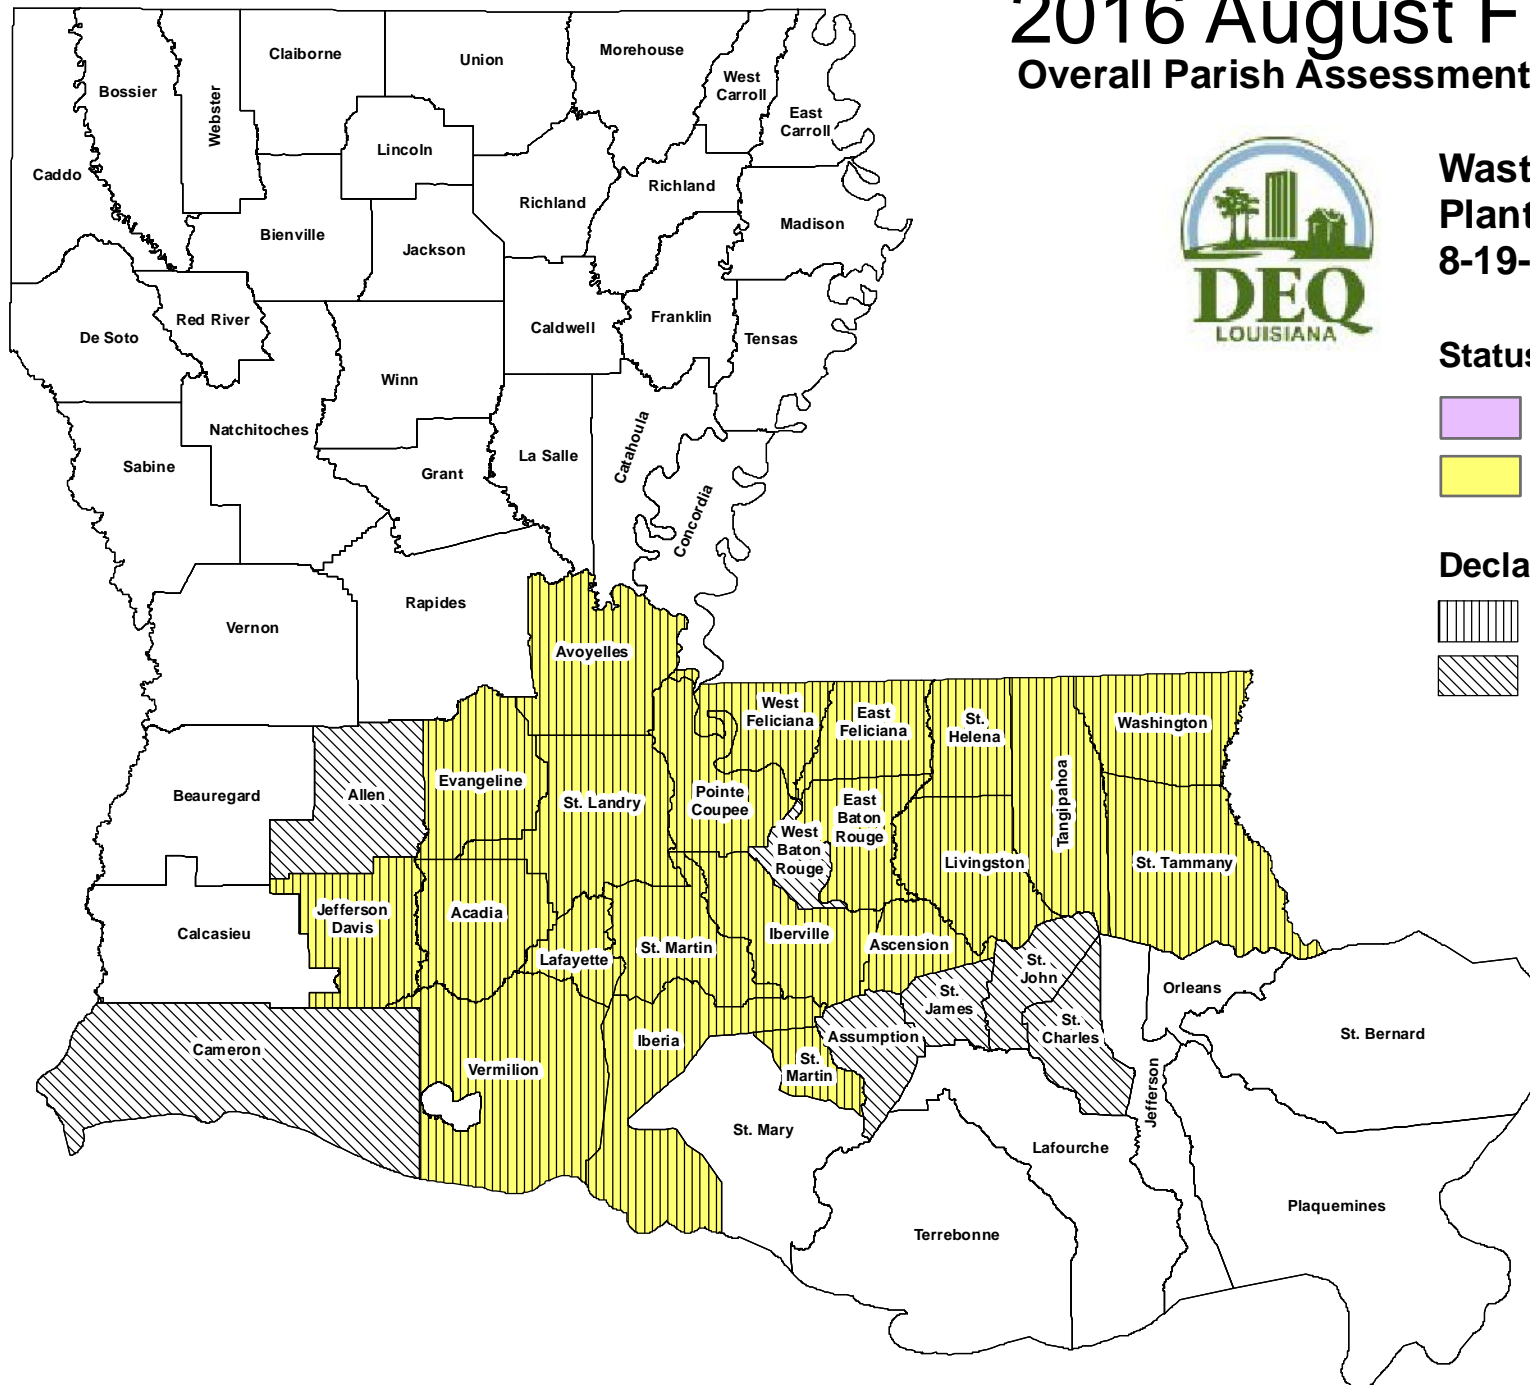 2016 August F
Overall Parish Assessment
Wast
Plant
8-19-
DEQ
LOUISIANA
Status
Decla
Claiborne
Union
Morehouse
West
Carroll
East
Carroll
Bossier
Webster
Lincoln
Caddo
Richland
Richland
Madison
Bienville
Jackson
Red River
De Soto
Caldwell
Franklin
Tensas
Winn
Natchitoches
Sabine
Grant
La Salle
Catahoula
Concordia
Rapides
Vernon
Avoyelles
West
Feliciana
East
Feliciana
St.
Helena
Washington
Beauregard
Allen
Evangeline
St. Landry
Pointe
Coupee
East
Baton
Rouge
West
Baton
Rouge
Tangipahoa
Livingston
St. Tammany
Calcasieu
Jefferson
Davis
Acadia
Lafayette
St. Martin
Iberville
Ascension
St.
John
St.
James
St.
Charles
Orleans
St. Bernard
Cameron
Vermilion
Iberia
Assumption
St.
Martin
St. Mary
Jefferson
Lafourche
Terrebonne
Plaquemines